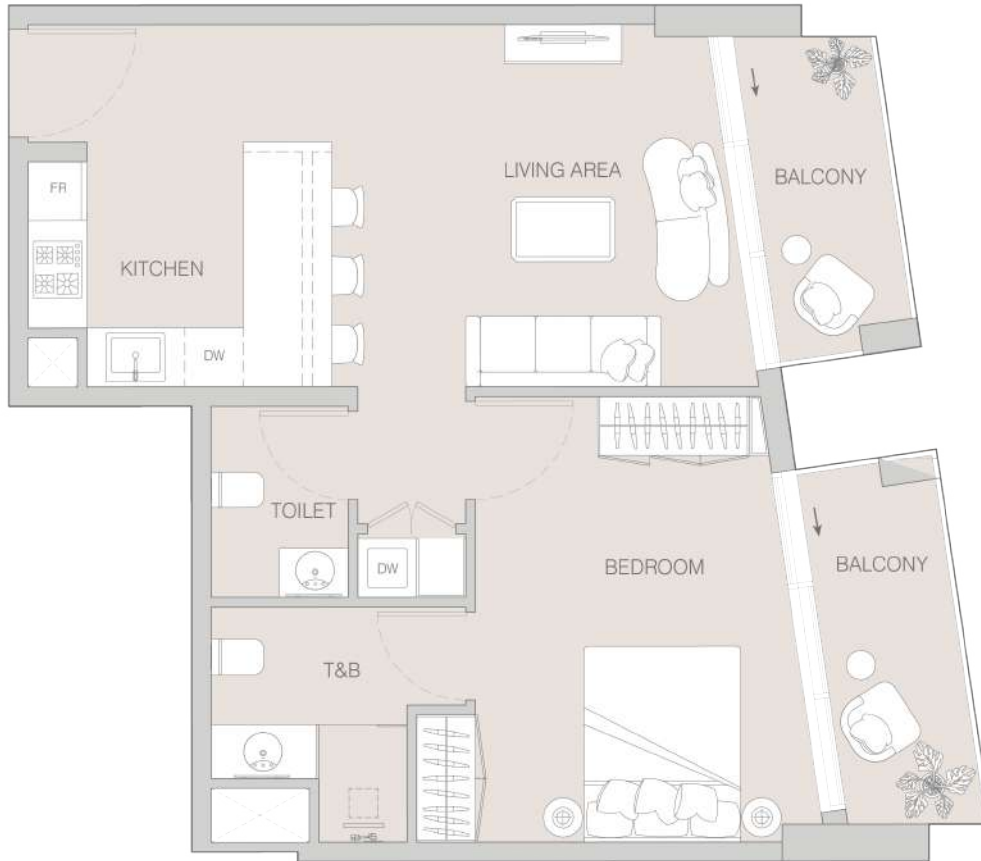 LIVING AREA
BALCONY
FR
KITCHEN
DW
TOILET
DW
BEDROOM
BALCONY
T&B